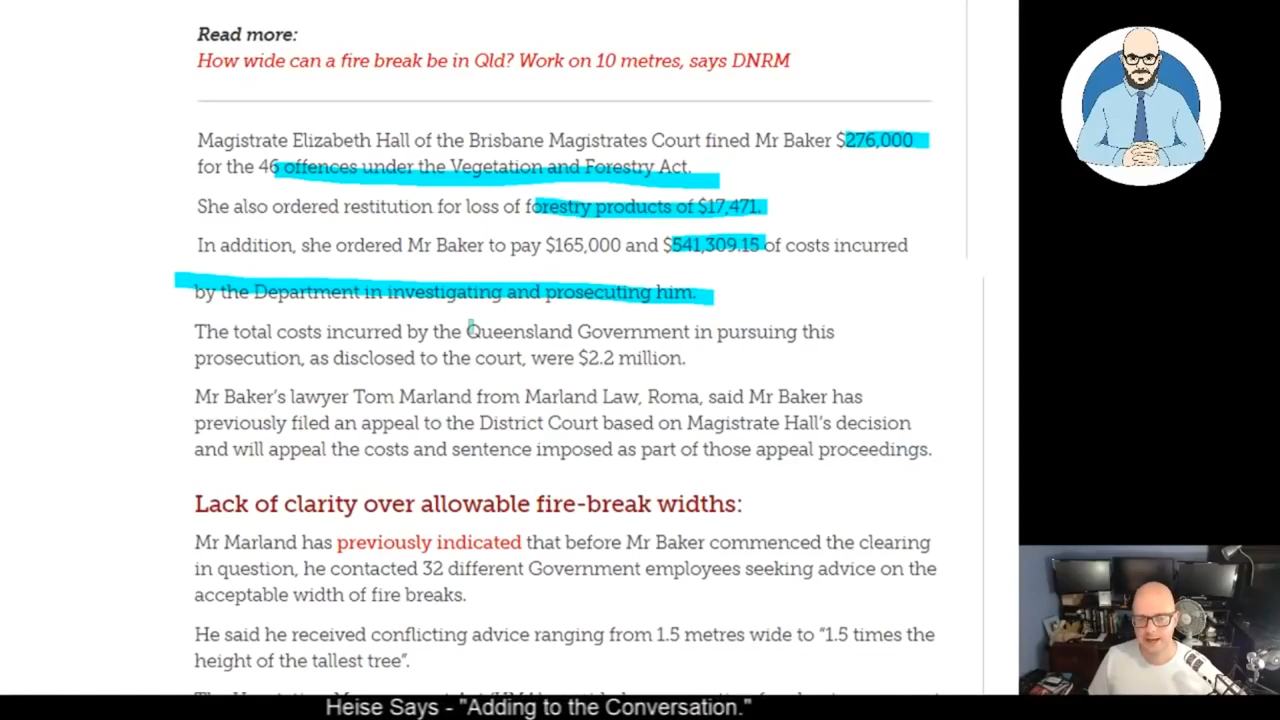 Read more:
How wide can a fire break be in Qld? Work on 10 metres, says DNRM
Magistrate Elizabeth Hall of the Brisbane Magistrates Court fined Mr Baker $276,000
for the 46 offences under the Vegetation and Forestry Act.
She also ordered restitution for loss of forestry products of $17,471.
In addition, she ordered Mr Baker to pay $165,000 and $541,309.15 of costs incurred
by the Department in investigating and prosecuting him.
The total costs incurred by the Queensland Government in pursuing this
prosecution, as disclosed to the court, were $2.2 million.
Mr Baker’s lawyer Tom Marland from Marland Law, Roma, said Mr Baker has
previously filed an appeal to the District Court based on Magistrate Hall’s decision
and will appeal the costs and sentence imposed as part of those appeal proceedings.
Lack of clarity over allowable fire-break widths:
Mr Marland has previously indicated that before Mr Baker commenced the clearing
in question, he contacted 32 different Government employees seeking advice on the
acceptable width of fire breaks.
He said he received conflicting advice ranging from 1.5 metres wide to “1.5 times the
height of the tallest tree”.
Heise Says - "Adding to the Conversation."